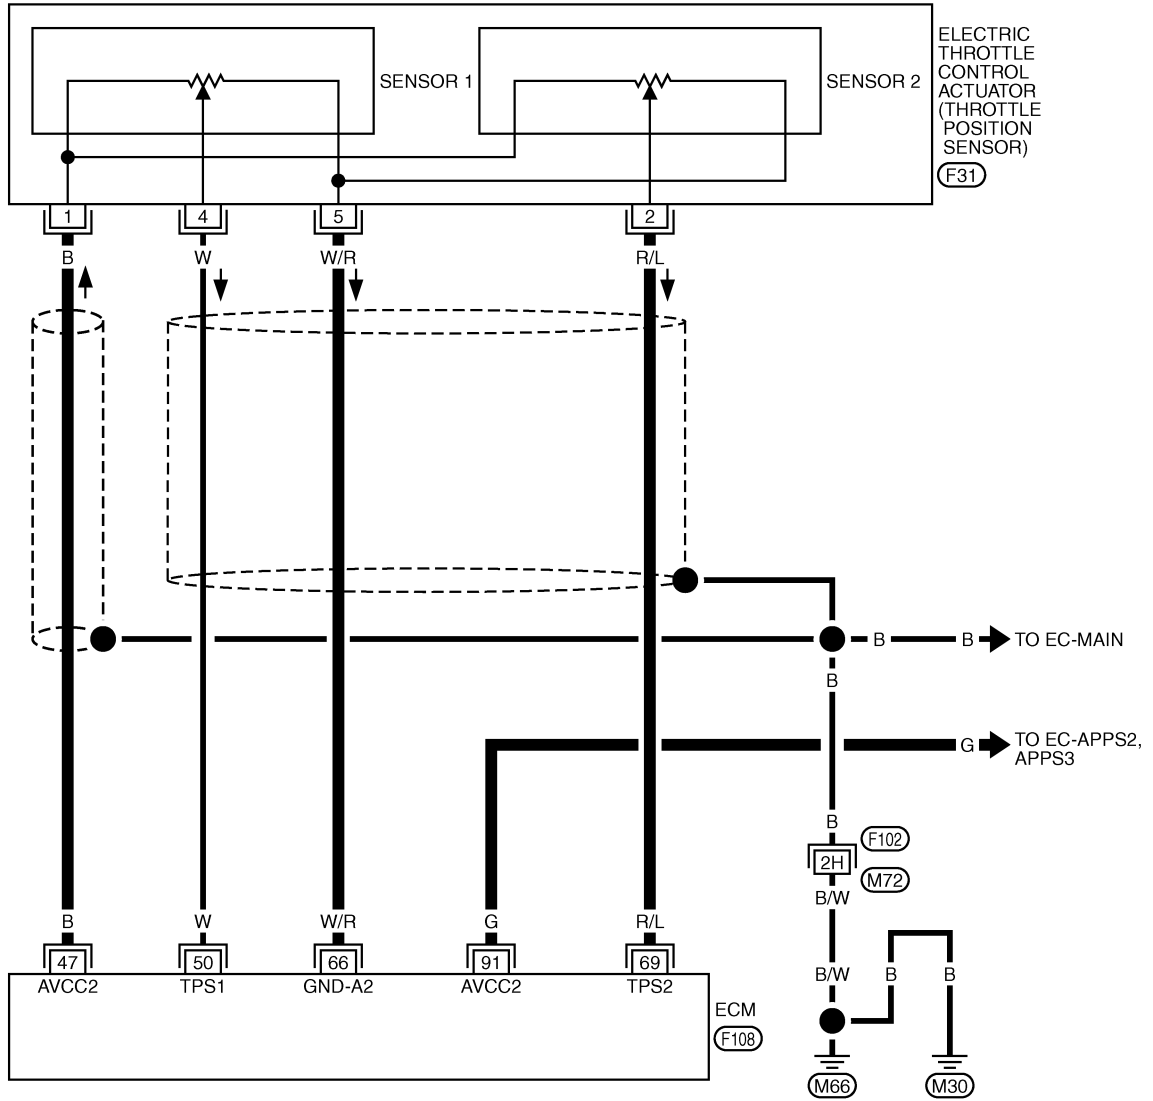 ELECTRIC
THROTTLE
CONTROL
ACTUATOR
(THROTTLE
POSITION
SENSOR)
F31
SENSOR 1
SENSOR 2
1
4
5
2
B
W
W/R
R/L
B
B
TO EC-MAIN
B
G
TO EC-APPS2,
APPS3
B
F102
2H
M72
B/W
B
W
W/R
G
R/L
47
50
66
91
69
AVCC2
TPS1
GND-A2
AVCC2
TPS2
B/W
B
B
ECM
F108
M66
M30